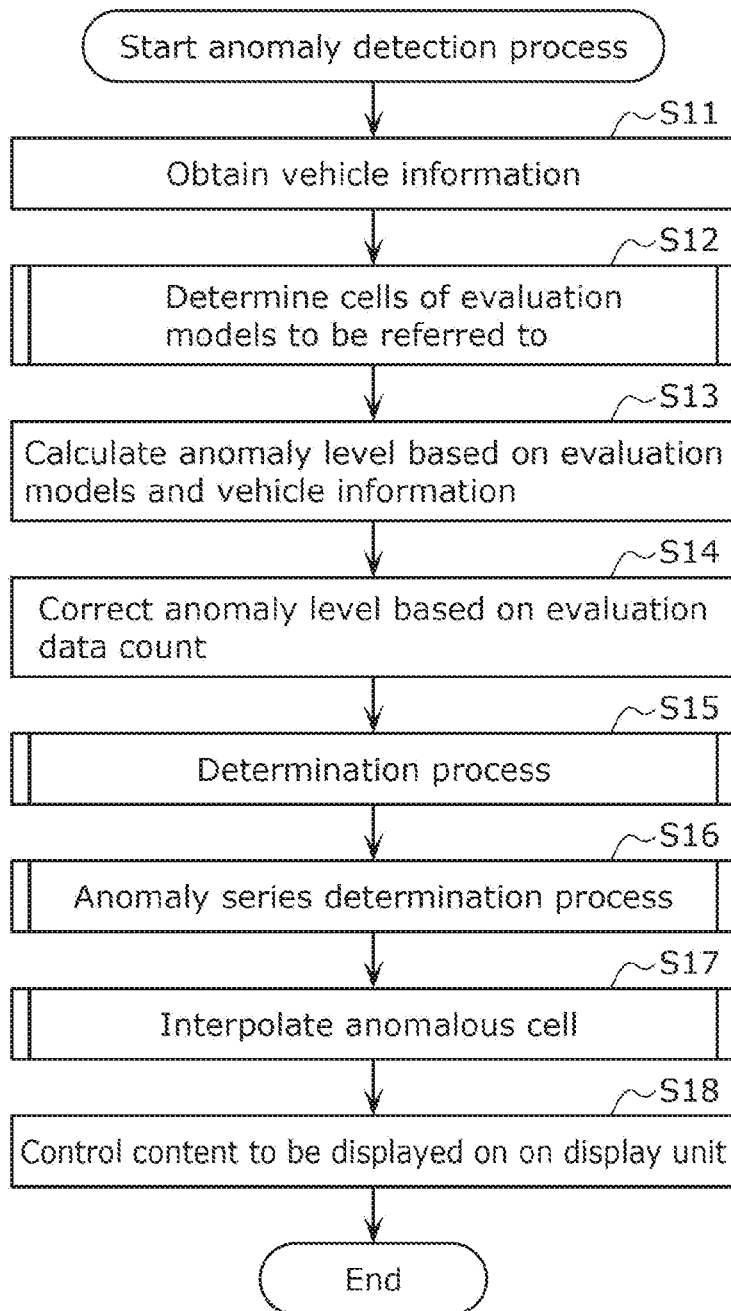 Start anomaly detection process
S11
Obtain vehicle information
S12
Determine cells of evaluation
models to be referred to
S13
Calculate anomaly level based on evaluation
models and vehicle information
S14
Correct anomaly level based on evaluation
data count
S15
Determination process
S16
Anomaly series determination process
S17
Interpolate anomalous cell
S18
Control content to be displayed on on display unit
End